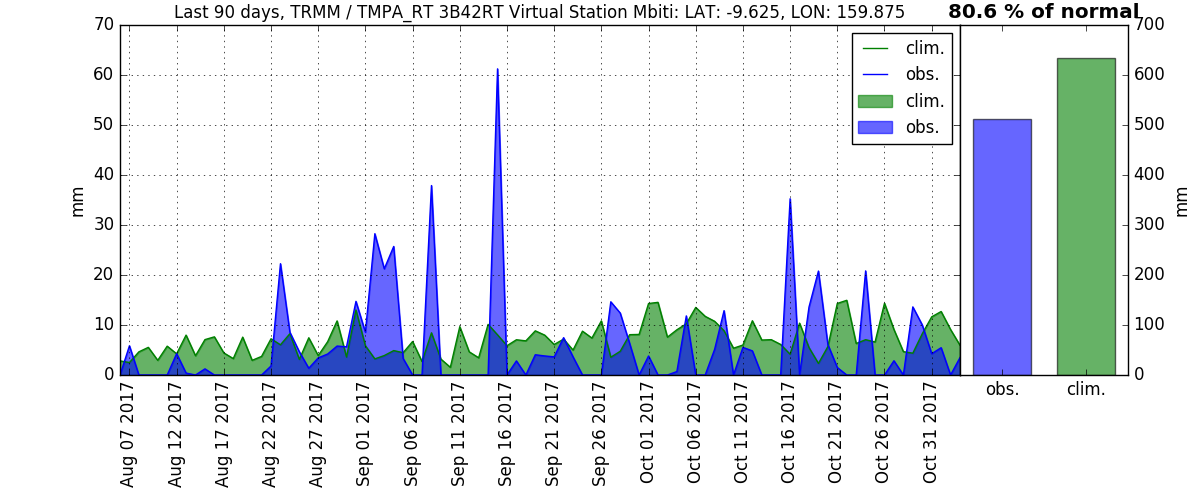 Last 90 days, TRMM / TMPA_RT 3B42RT Virtual Station Mbiti: LAT: -9.625, LON: 159.875
80.6 % of normal
70
60
50
40
30
20
10
0
mm
clim.
obs.
clim.
obs.
700
600
500
400
300
200
100
0
mm
Aug 07 2017
Aug 12 2017
Aug 17 2017
Aug 22 2017
Aug 27 2017
Sep 01 2017
Sep 06 2017
Sep 11 2017
Sep 16 2017
Sep 21 2017
Sep 26 2017
Oct 01 2017
Oct 06 2017
Oct 11 2017
Oct 16 2017
Oct 21 2017
Oct 26 2017
Oct 31 2017
obs.
clim.